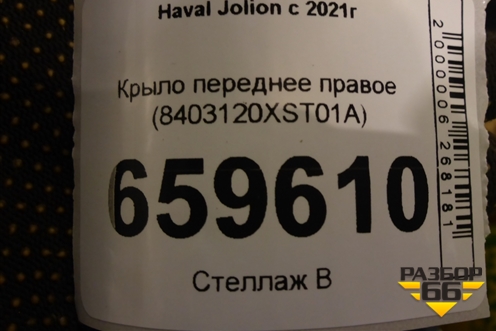 Haval Jolion с 2021г
Крыло переднее правое
(8403120XST01A)
659610
Стеллаж В
2000006268181
РАЗБОР
66